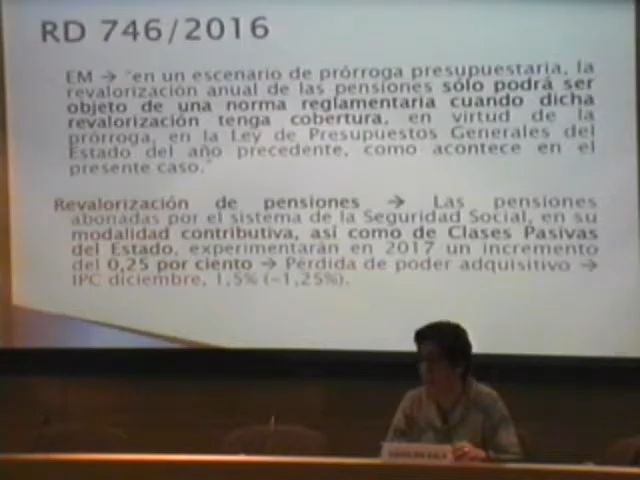 RD 746/2016
EM → "en un escenario de prórroga presupuestaria, la
revalorización anual de las pensiones sólo podrá ser
objeto de una norma reglamentaria cuando dicha
revalorización tenga cobertura, en virtud de la
prórroga, en la Ley de Presupuestos Generales del
Estado del año precedente, como acontece en el
presente caso."
Revalorización de pensiones → Las pensiones
abonadas por el sistema de la Seguridad Social, en su
modalidad contributiva, así como de Clases Pasivas
del Estado, experimentarán en 2017 un incremento
del 0,25 por ciento → Pérdida de poder adquisitivo →
IPC diciembre, 1,5% (-1,25%).